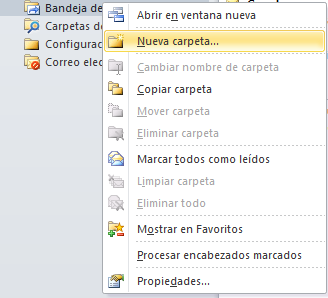 Bandeja de
Carpetas de
Configurac
Correo elec
Abrir en ventana nueva
Nueva carpeta...
Cambiar nombre de carpeta
Copiar carpeta
Mover carpeta
Eliminar carpeta
Marcar todos como leídos
Limpiar carpeta
Eliminar todo
Mostrar en Favoritos
Procesar encabezados marcados
Propiedades...